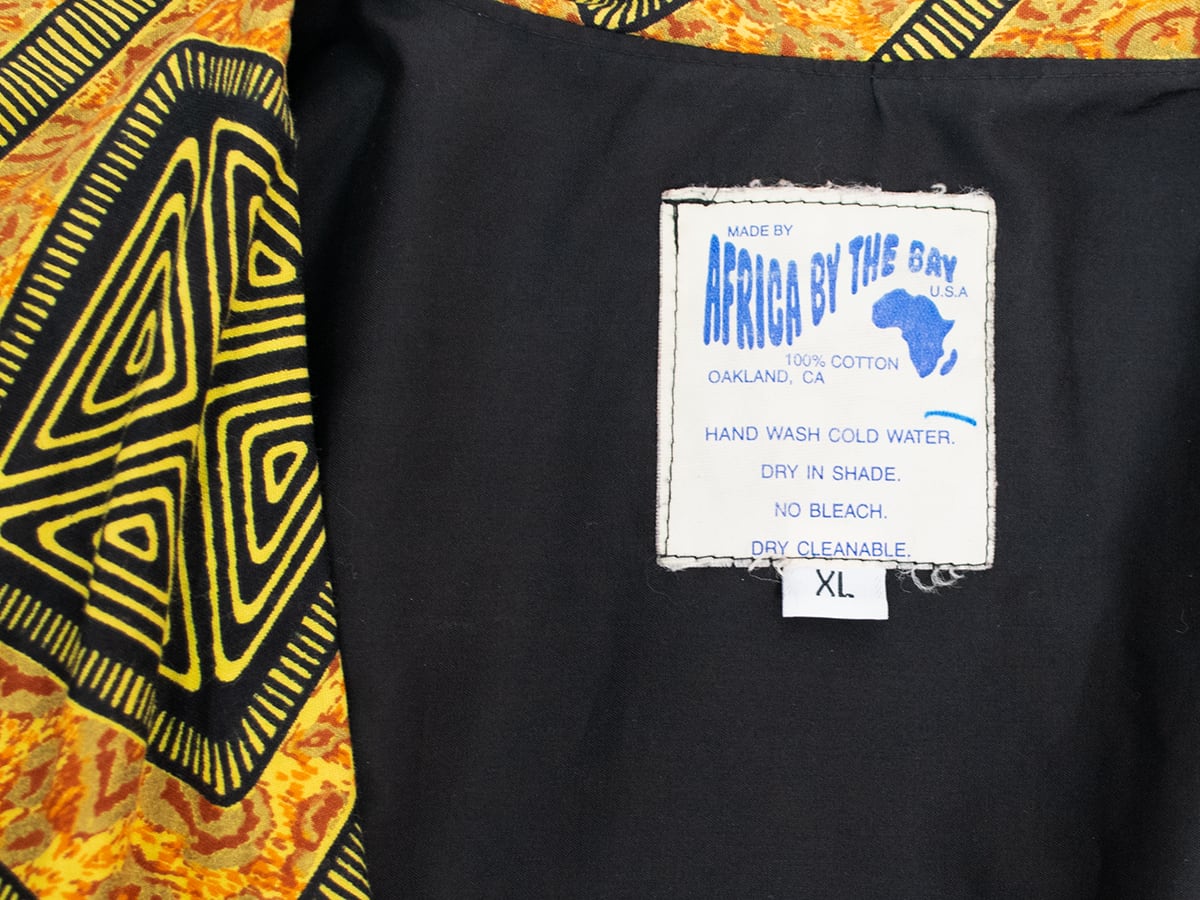 MADE BY
AFRICA BY THE BAY
U.S.A
100% COTTON
OAKLAND, CA
HAND WASH COLD WATER.
DRY IN SHADE.
NO BLEACH.
DRY CLEANABLE.
XL